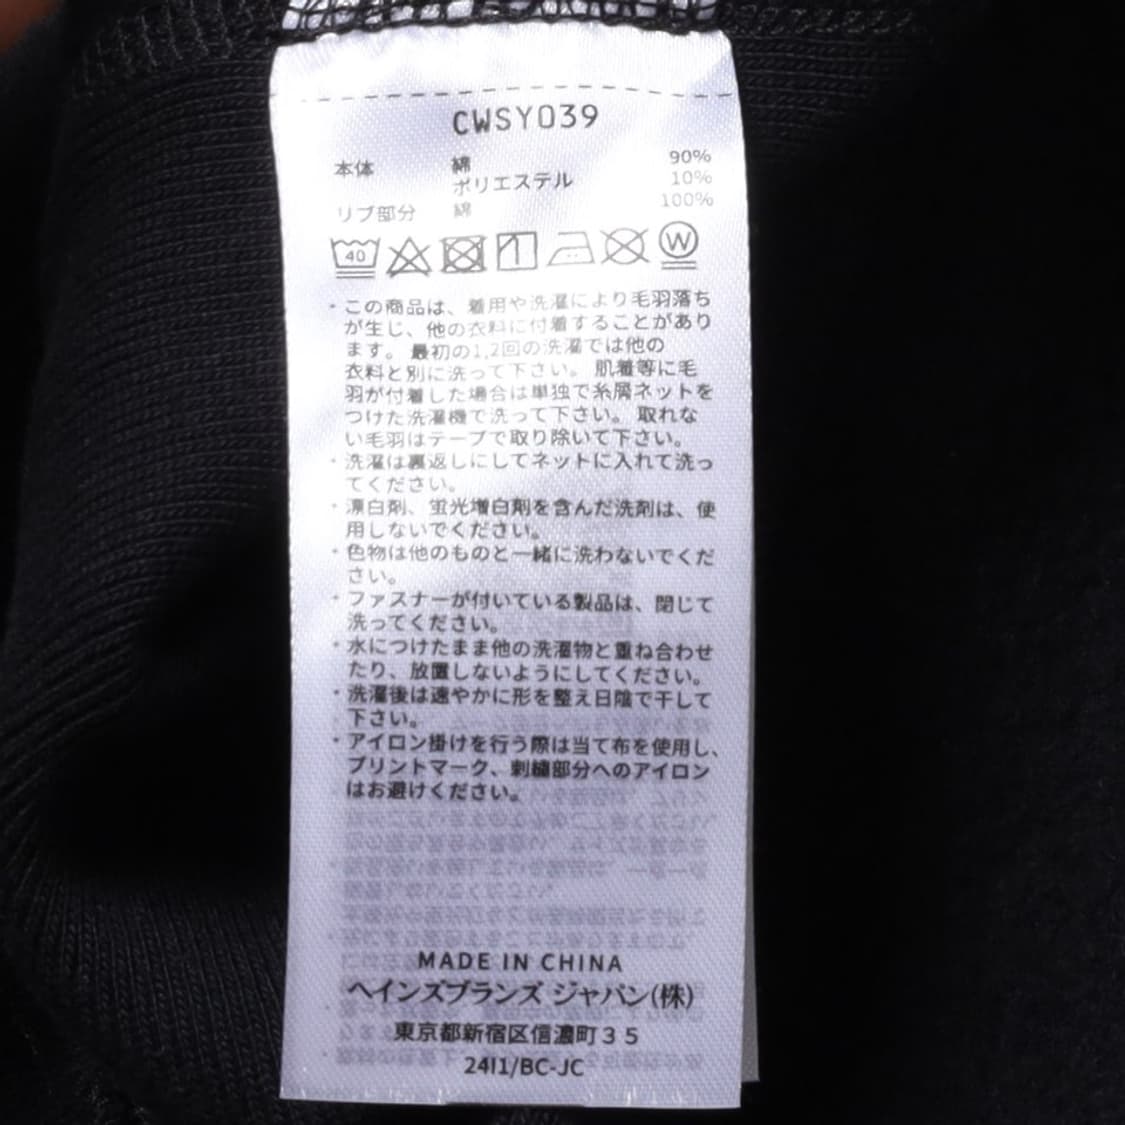 CWSY039
本体 綿 90%
ポリエステル 10%
リブ部分 綿 100%
40 W
・この商品は、着用や洗濯により毛羽落ち
が生じ、他の衣料に付着することがあり
ます。 最初の1,2回の洗濯では他の
衣料と別に洗って下さい。 肌着等に毛
羽が付着した場合は単独で糸屑ネットを
つけた洗濯機で洗って下さい。 取れな
い毛羽はテープで取り除いて下さい。
・洗濯は裏返しにしてネットに入れて洗っ
てください。
・漂白剤、蛍光増白剤を含んだ洗剤は、使
用しないでください。
・色物は他のものと一緒に洗わないでくだ
さい。
・ファスナーが付いている製品は、閉じて
洗ってください。
・水につけたまま他の洗濯物と重ね合わせ
たり、放置しないようにしてください。
・洗濯後は速やかに形を整え日陰で干して
下さい。
・アイロン掛けを行う際は当て布を使用し、
プリントマーク、刺繍部分へのアイロン
はお避けください。
MADE IN CHINA
ヘインズブランズ ジャパン(株)
東京都新宿区信濃町35
24I1/BC-JC